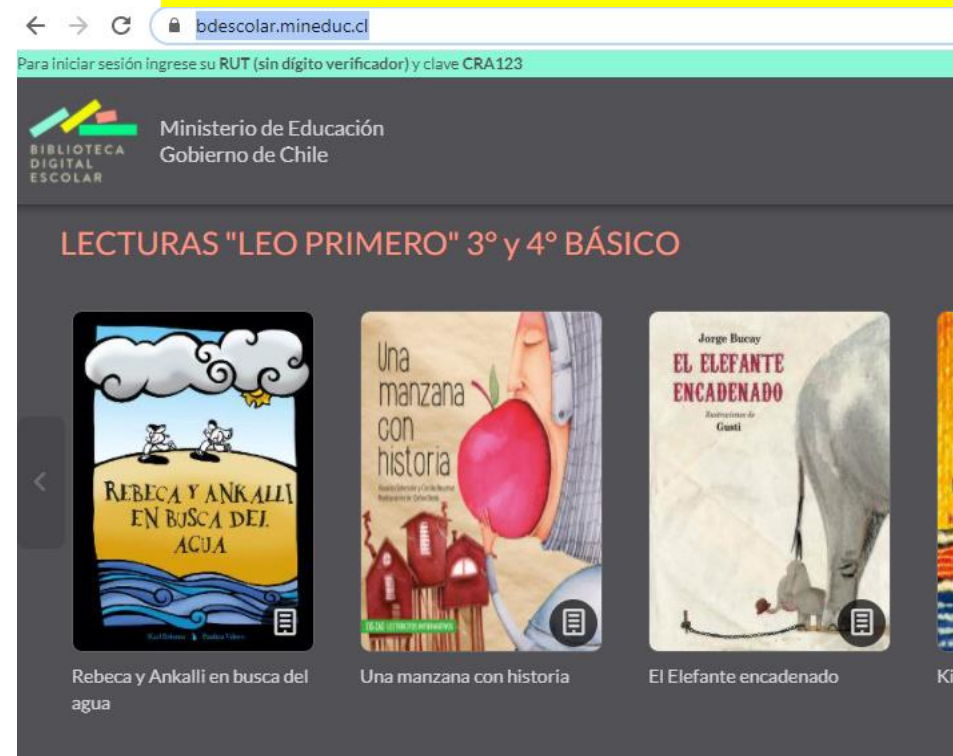 bdescolar.mineduc.cl
Para iniciar sesión ingrese su RUT (sin dígito verificador) y clave CRA123
BIBLIOTECA
DIGITAL
ESCOLAR
Ministerio de Educación
Gobierno de Chile
LECTURAS "LEO PRIMERO" 3° y 4° BÁSICO
REBECA Y ANKALLI
EN BUSCA DEL
AGUA
Una
manzana
con
historia
Jorge Bucay
EL ELEFANTE
ENCADENADO
Ilustraciones de
Gusti
Rebeca y Ankalli en busca del
agua
Una manzana con historia
El Elefante encadenado
Ki